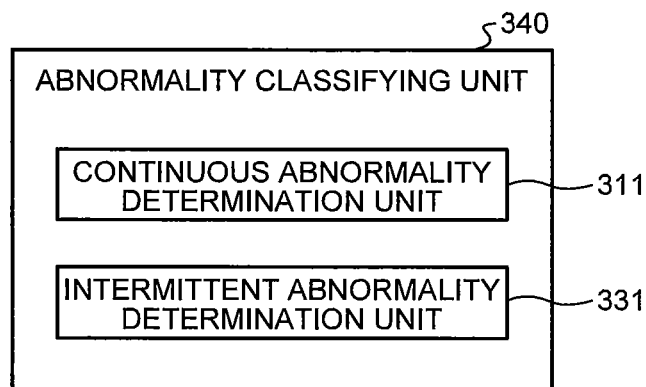 340
ABNORMALITY CLASSIFYING UNIT
CONTINUOUS ABNORMALITY
DETERMINATION UNIT
311
INTERMITTENT ABNORMALITY
DETERMINATION UNIT
331